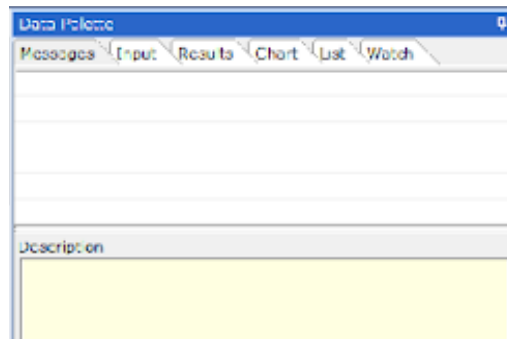 Data Palette
Messages Input Results Chart List Watch
Description